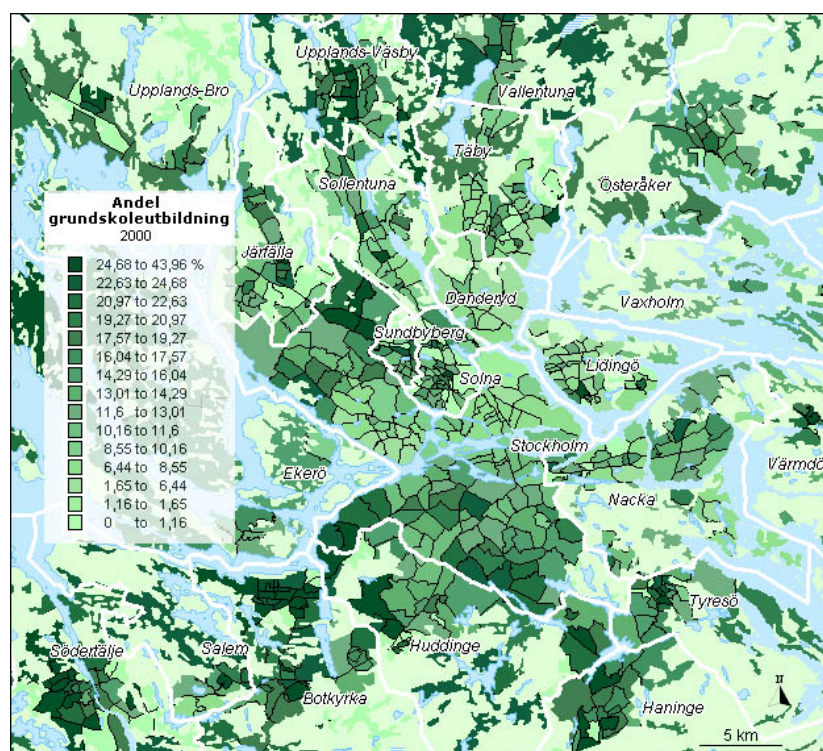 Upplands-Väsby
Upplands-Bro
Vallentuna
Täby
Sollentuna
Österåker
Andel
grundskoleutbildning
2000
24,68 to 43,96 %
22,63 to 24,68
20,97 to 22,63
19,27 to 20,97
17,57 to 19,27
16,04 to 17,57
14,29 to 16,04
13,01 to 14,29
11,6 to 13,01
10,16 to 11,6
8,55 to 10,16
6,44 to 8,55
1,65 to 6,44
1,16 to 1,65
0 to 1,16
Järfälla
Danderyd
Vaxholm
Sundbyberg
Lidingö
Solna
Stockholm
Ekerö
Värmdö
Nacka
Tyresö
Huddinge
Södertälje
Salem
Botkyrka
Haninge
N
5 km